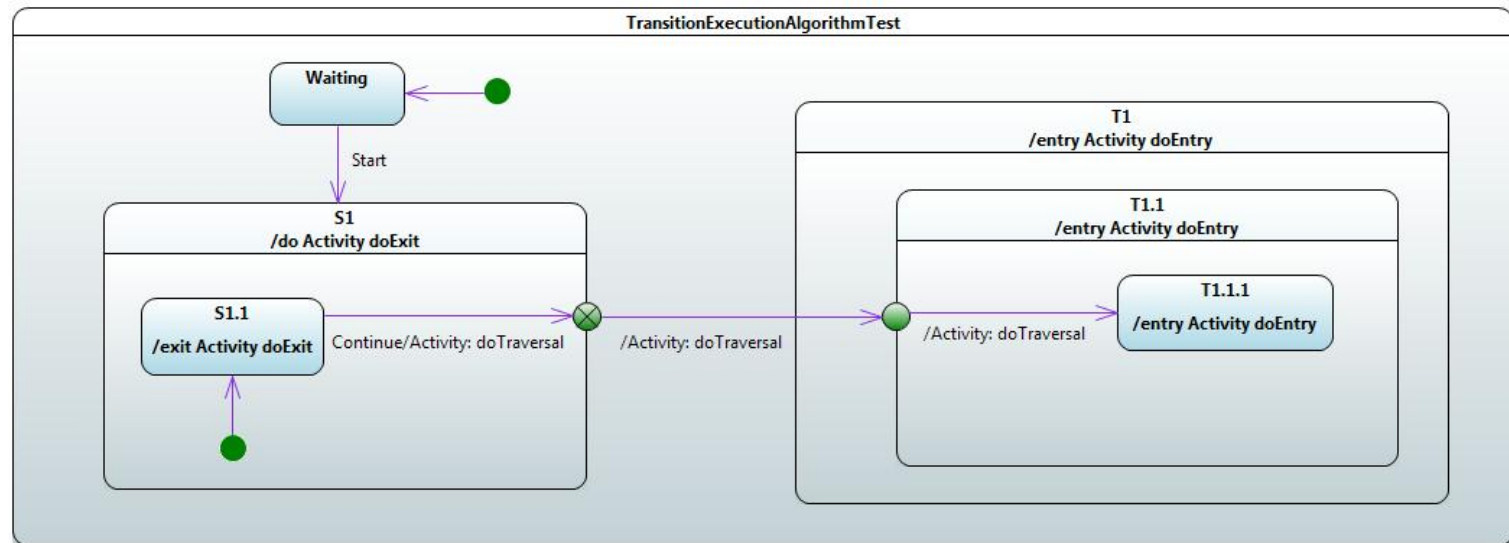 TransitionExecutionAlgorithmTest
Waiting
Start
S1
/do Activity doExit
S1.1
/exit Activity doExit
Continue/Activity: doTraversal
/Activity: doTraversal
T1
/entry Activity doEntry
T1.1
/entry Activity doEntry
/Activity: doTraversal
T1.1.1
/entry Activity doEntry